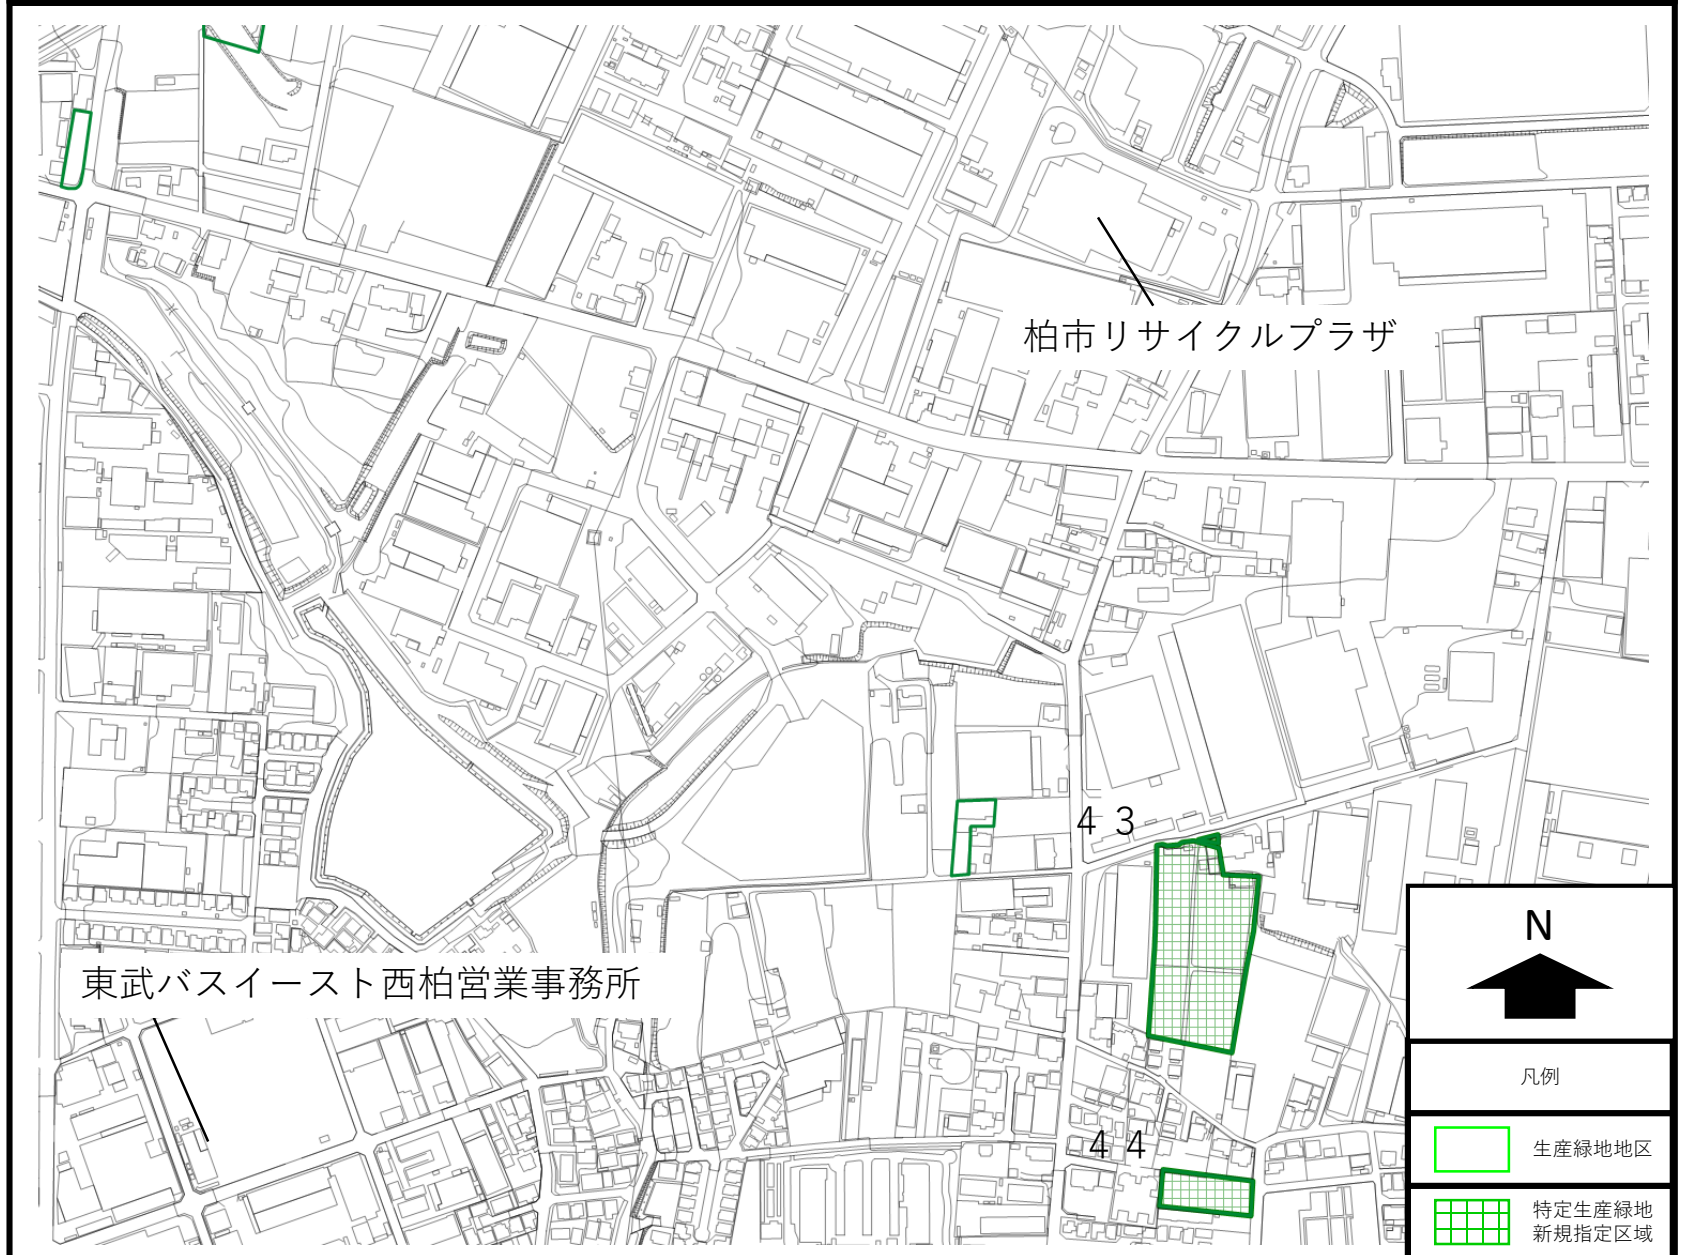 柏市リサイクルプラザ
４３
東武バスイースト西柏営業事務所
４４
N
凡例
生産緑地地区
特定生産緑地
新規指定区域